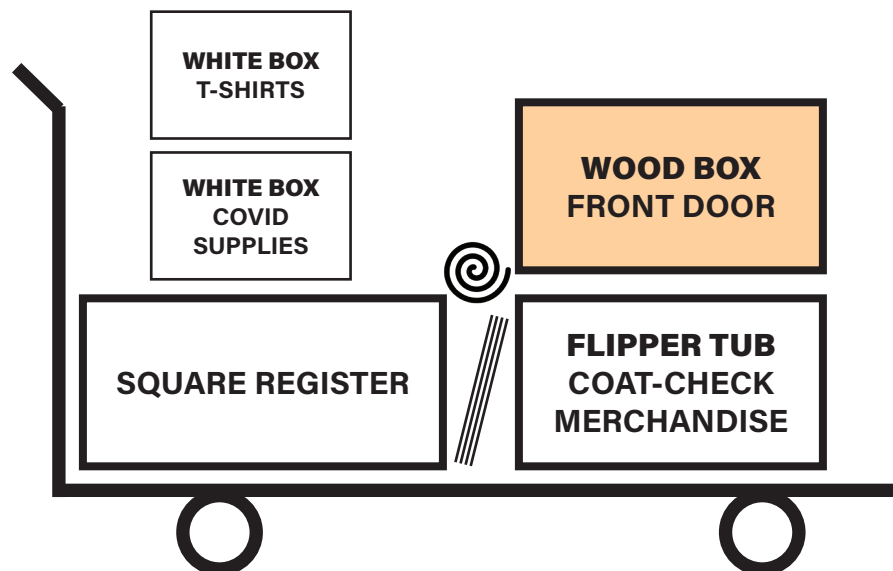 WHITE BOX
T-SHIRTS
WHITE BOX
COVID
SUPPLIES
SQUARE REGISTER
WOOD BOX
FRONT DOOR
FLIPPER TUB
COAT-CHECK
MERCHANDISE